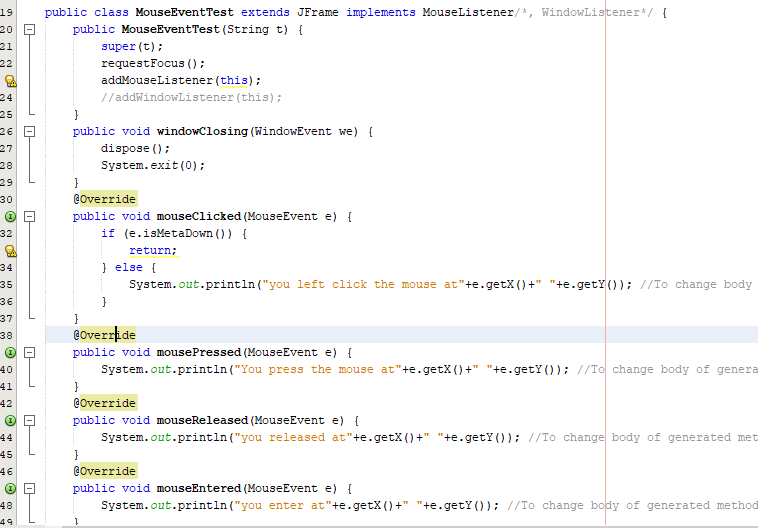 19 public class MouseEventTest extends JFrame implements MouseListener/*, WindowListener*/ {
20 public MouseEventTest(String t) {
21 super(t);
22 requestFocus();
addMouseListener(this);
24 //addWindowListener(this);
25 }
26 public void windowClosing(WindowEvent we) {
27 dispose();
28 System.exit(0);
29 }
30 @Override
public void mouseClicked(MouseEvent e) {
32 if (e.isMetaDown()) {
return;
34 } else {
35 System.out.println("you left click the mouse at"+e.getX()+" "+e.getY()); //To change body
36 }
37 }
38 @Override
public void mousePressed(MouseEvent e) {
40 System.out.println("You press the mouse at"+e.getX()+" "+e.getY()); //To change body of genera
41 }
42 @Override
public void mouseReleased(MouseEvent e) {
44 System.out.println("you released at"+e.getX()+" "+e.getY()); //To change body of generated met
45 }
46 @Override
public void mouseEntered(MouseEvent e) {
48 System.out.println("you enter at"+e.getX()+" "+e.getY()); //To change body of generated method
49 }